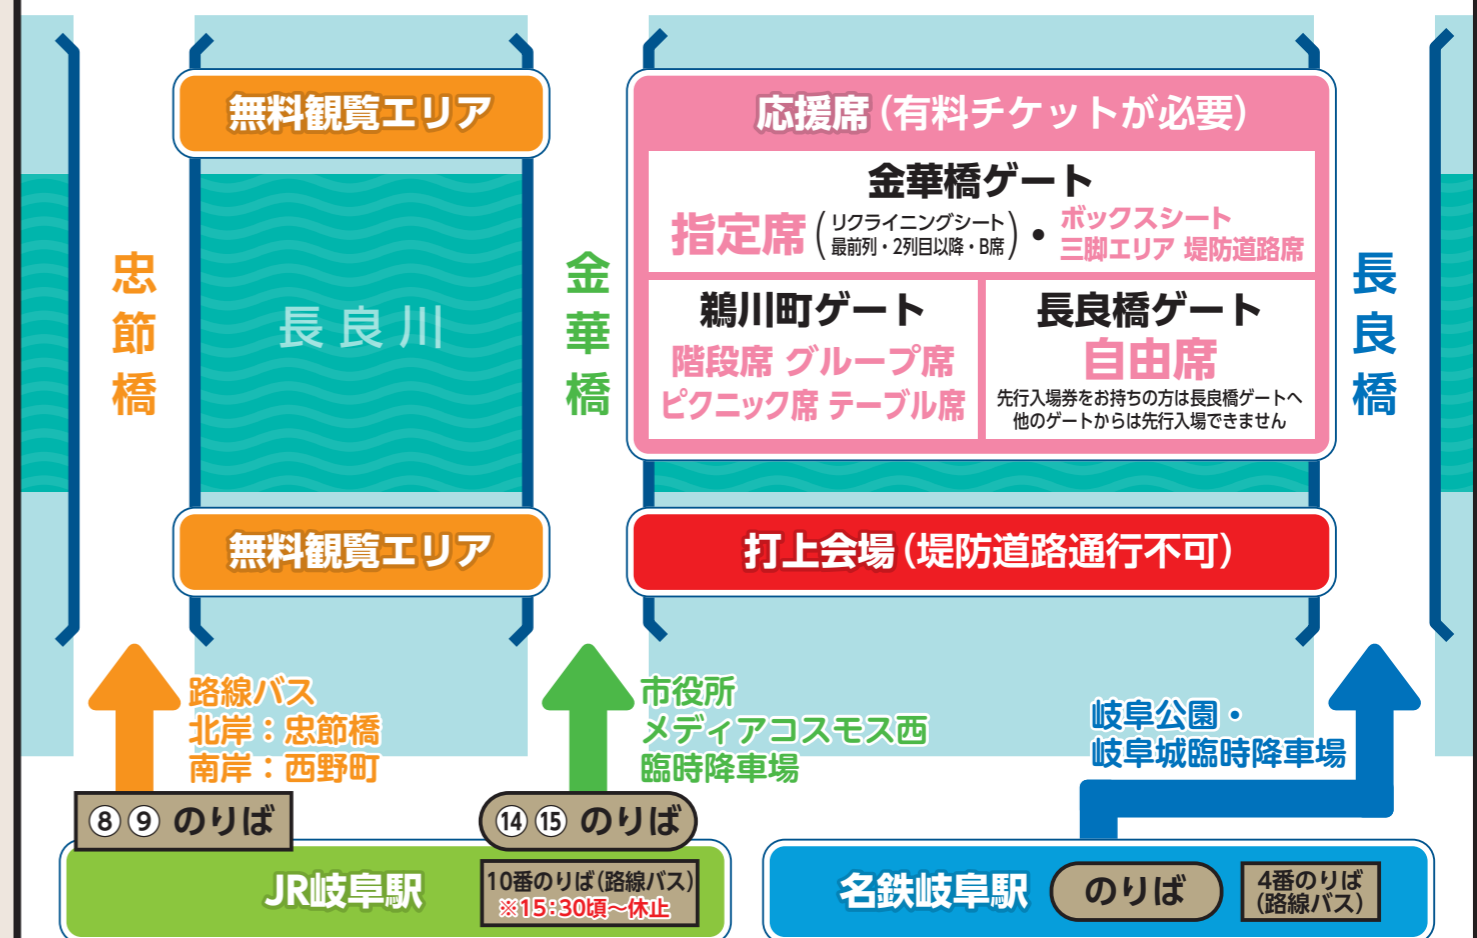 無料観覧エリア
応援席（有料チケットが必要）
金華橋ゲート
指定席（リクライニングシート
最前列・2列目以降・B席）・
ボックスシート
三脚エリア 堤防道路席
鵜川町ゲート
階段席 グループ席
ピクニック席 テーブル席
長良橋ゲート
自由席
先行入場券をお持ちの方は長良橋ゲートへ
他のゲートからは先行入場できません
忠節橋
長良川
金華橋
長良橋
無料観覧エリア
打上会場（堤防道路通行不可）
路線バス
北岸：忠節橋
南岸：西野町
市役所
メディアコスモス西
臨時降車場
岐阜公園・
岐阜城臨時降車場
⑧⑨ のりば
⑭⑮ のりば
JR岐阜駅
10番のりば（路線バス）
※15:30頃～休止
名鉄岐阜駅
のりば
4番のりば
（路線バス）